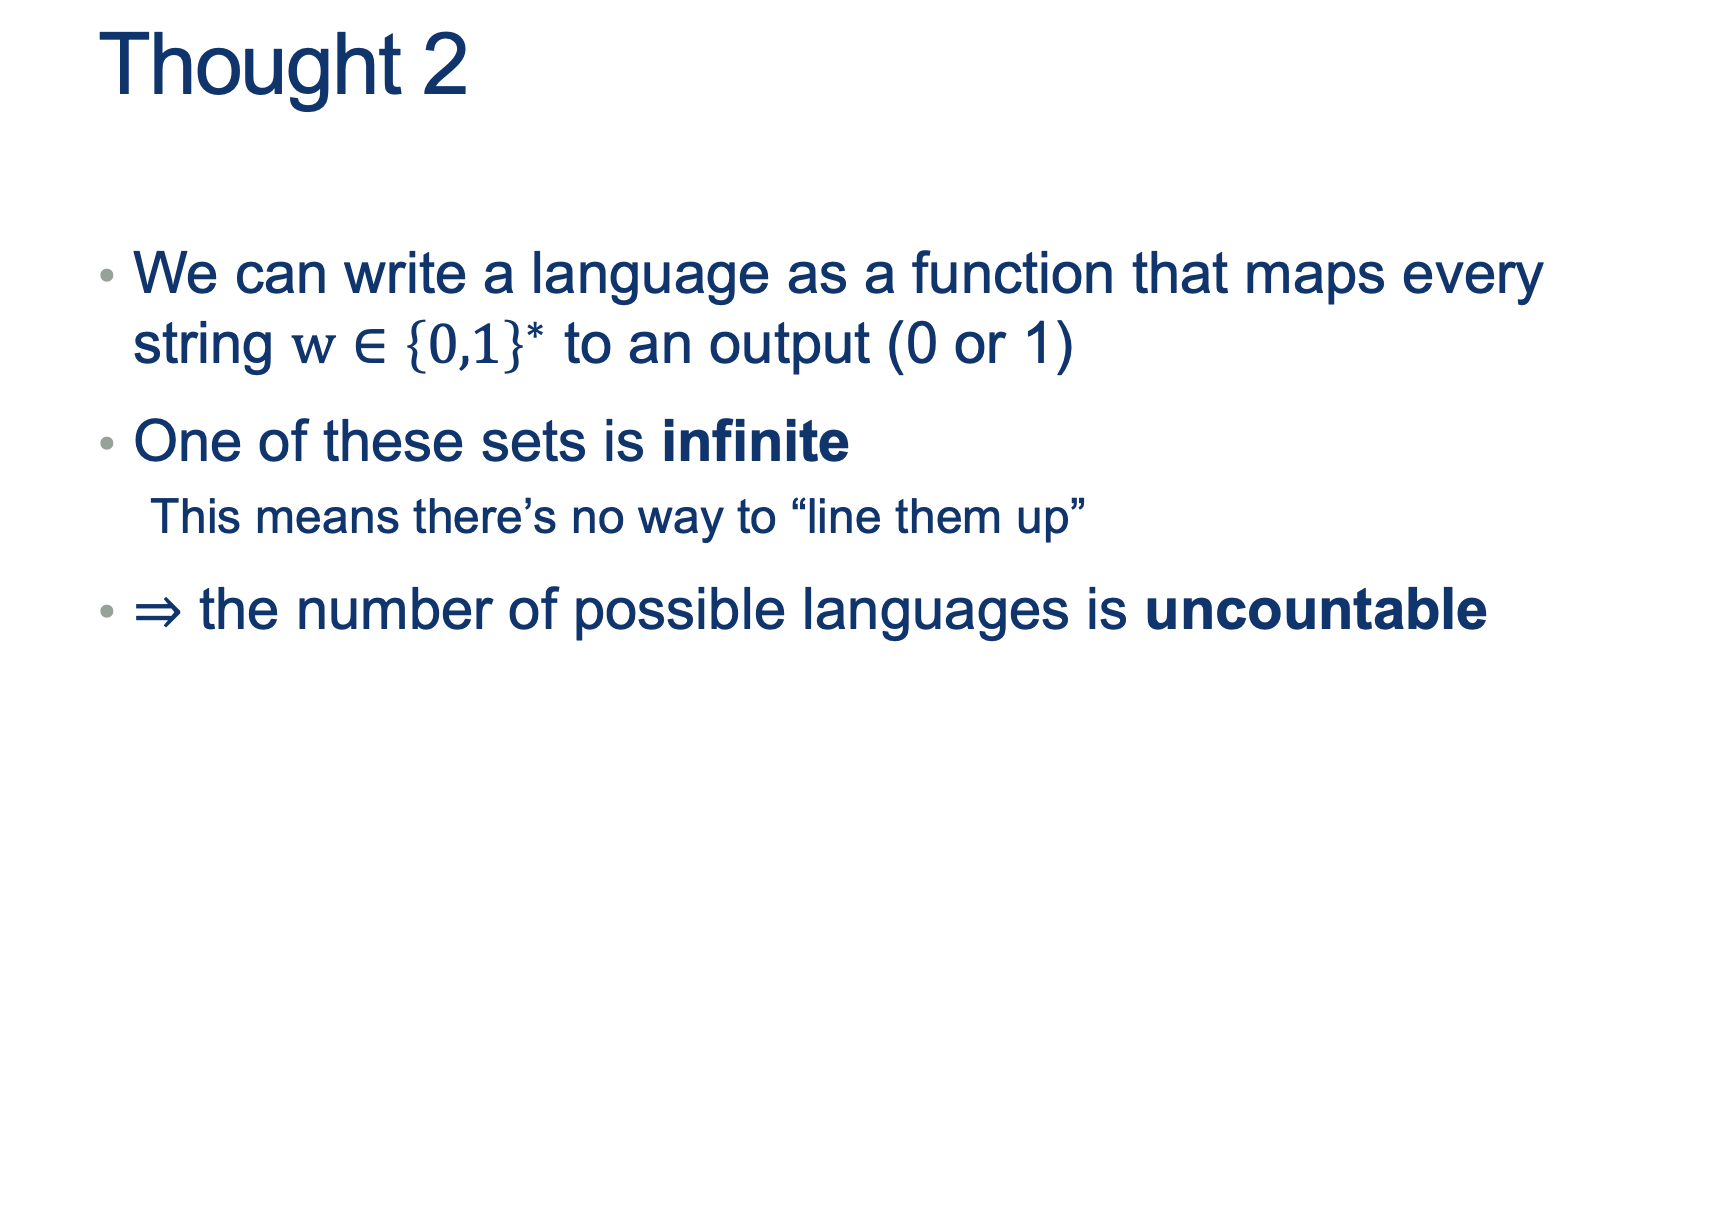 Thought 2
• We can write a language as a function that maps every
string w ∈ {0,1}* to an output (0 or 1)
• One of these sets is infinite
This means there’s no way to “line them up”
• ⇒ the number of possible languages is uncountable